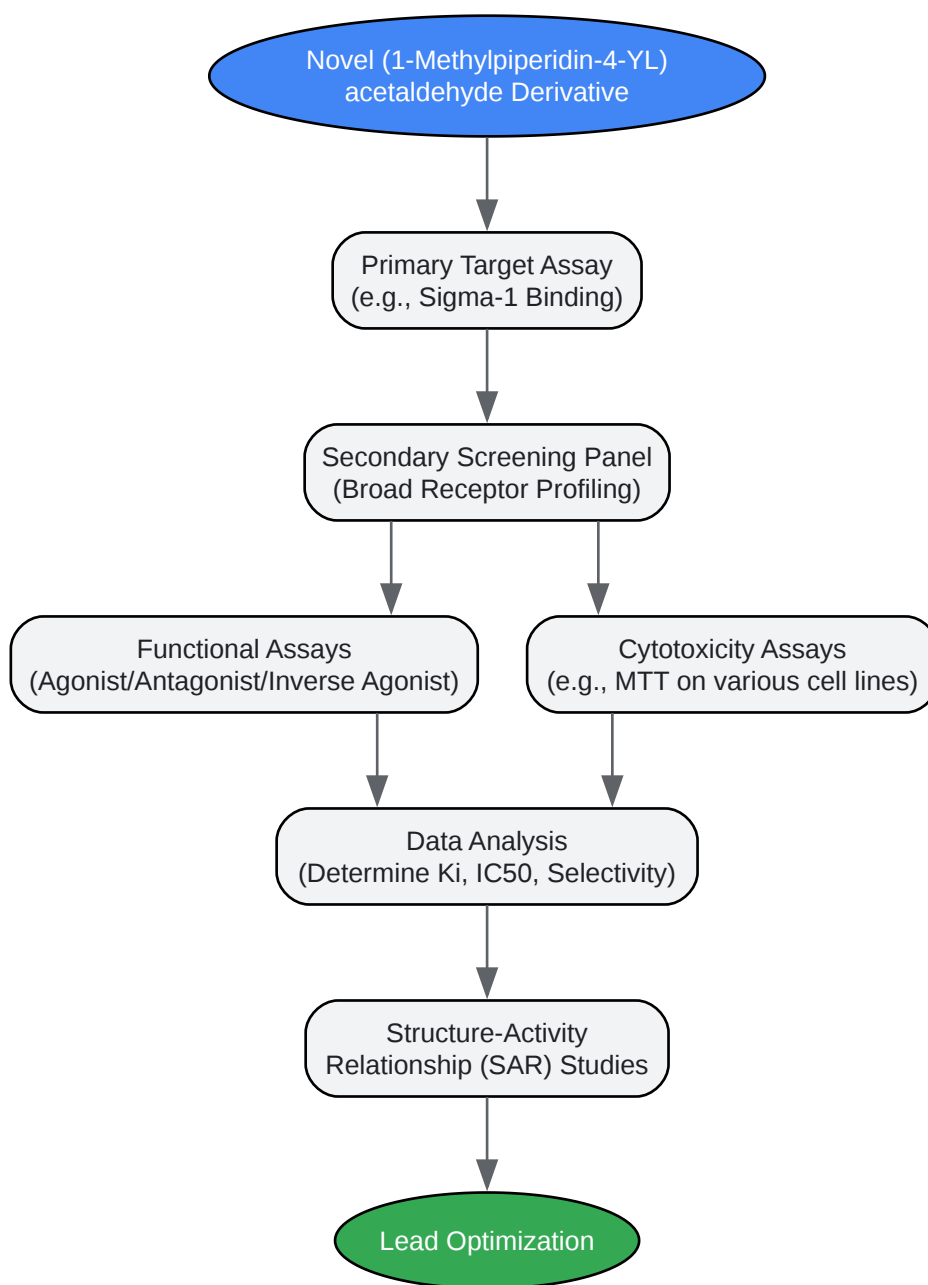 Novel (1-Methylpiperidin-4-YL)
acetaldehyde Derivative
Primary Target Assay
(e.g., Sigma-1 Binding)
Secondary Screening Panel
(Broad Receptor Profiling)
Functional Assays
(Agonist/Antagonist/Inverse Agonist)
Cytotoxicity Assays
(e.g., MTT on various cell lines)
Data Analysis
(Determine Ki, IC50, Selectivity)
Structure-Activity
Relationship (SAR) Studies
Lead Optimization